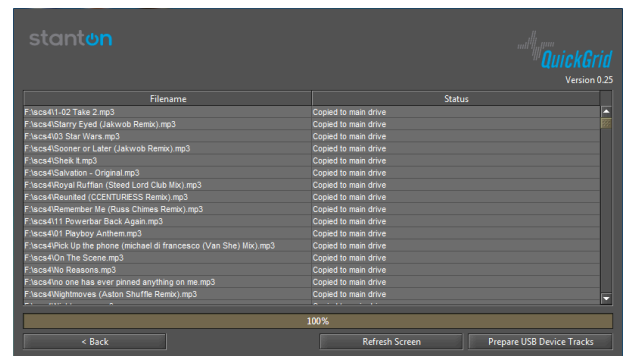 stanton
QuickGrid
Version 0.25
Filename Status
F:\scs4\1-02 Take 2.mp3 Copied to main drive
F:\scs4\Starry Eyed (Jakwob Remix).mp3 Copied to main drive
F:\scs4\03 Star Wars.mp3 Copied to main drive
F:\scs4\Sooner or Later (Jakwob Remix).mp3 Copied to main drive
F:\scs4\Sheik It.mp3 Copied to main drive
F:\scs4\Salvation - Original.mp3 Copied to main drive
F:\scs4\Royal Ruffian (Steed Lord Club Mix).mp3 Copied to main drive
F:\scs4\Reunited (CCENTURIESS Remix).mp3 Copied to main drive
F:\scs4\Remember Me (Russ Chimes Remix).mp3 Copied to main drive
F:\scs4\11 Powerbar Back Again.mp3 Copied to main drive
F:\scs4\01 Playboy Anthem.mp3 Copied to main drive
F:\scs4\Pick Up the phone (michael di francesco (Van She) Mix).mp3 Copied to main drive
F:\scs4\On The Scene.mp3 Copied to main drive
F:\scs4\No Reasons.mp3 Copied to main drive
F:\scs4\no one has ever pinned anything on me.mp3 Copied to main drive
F:\scs4\Nightmoves (Aston Shuffle Remix).mp3 Copied to main drive
100%
< Back Refresh Screen Prepare USB Device Tracks